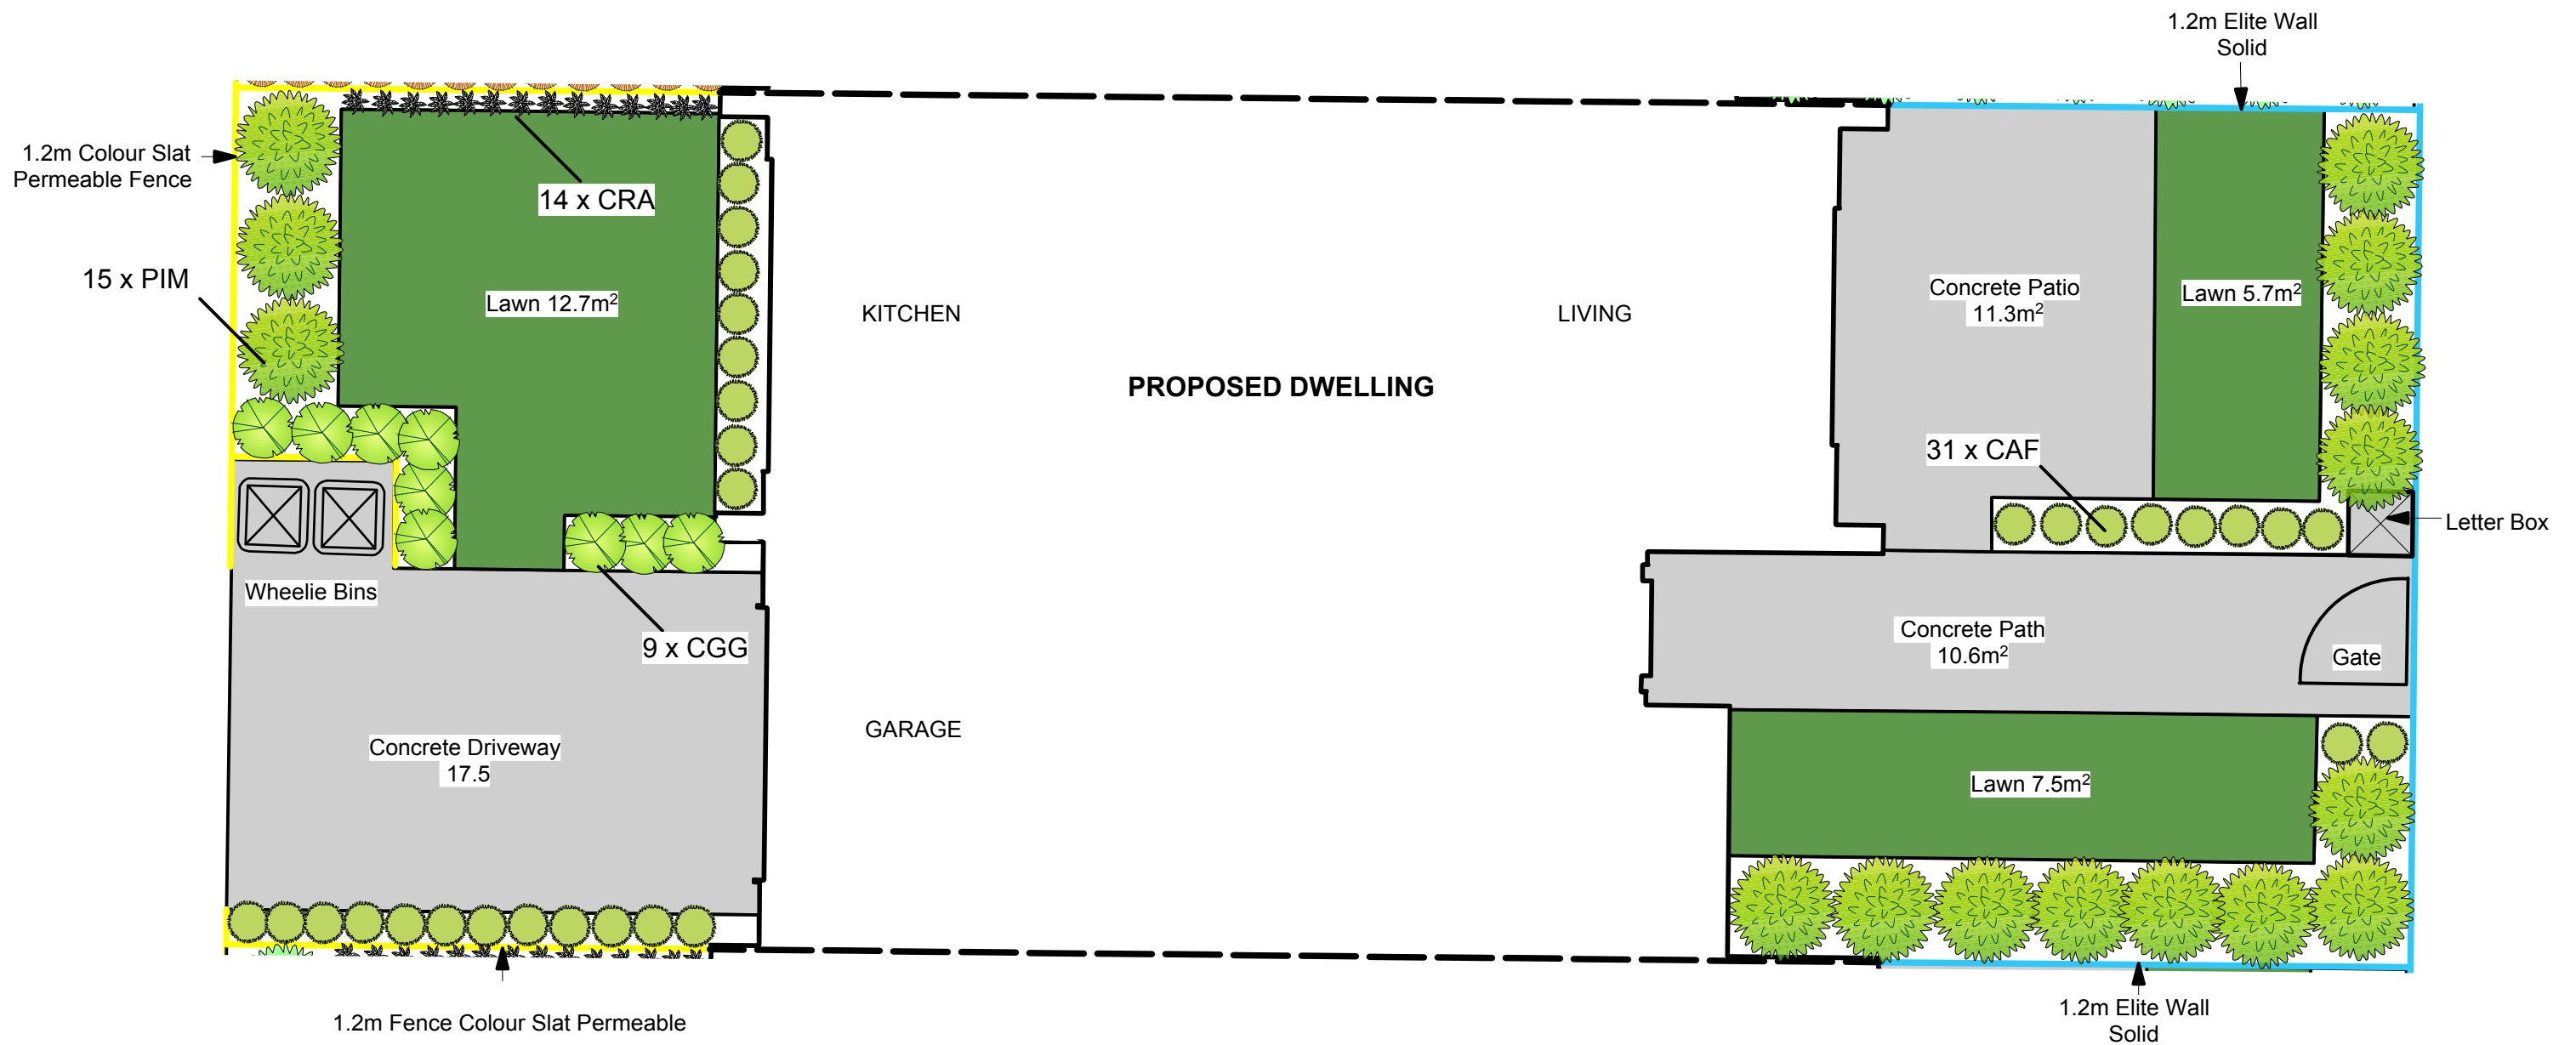 1.2m Elite Wall
Solid
1.2m Colour Slat
Permeable Fence
14 x CRA
15 x PIM
Lawn 12.7m²
KITCHEN
LIVING
Concrete Patio
11.3m²
Lawn 5.7m²
PROPOSED DWELLING
31 x CAF
Letter Box
Wheelie Bins
9 x CGG
Concrete Path
10.6m²
Gate
GARAGE
Concrete Driveway
17.5
Lawn 7.5m²
1.2m Fence Colour Slat Permeable
1.2m Elite Wall
Solid